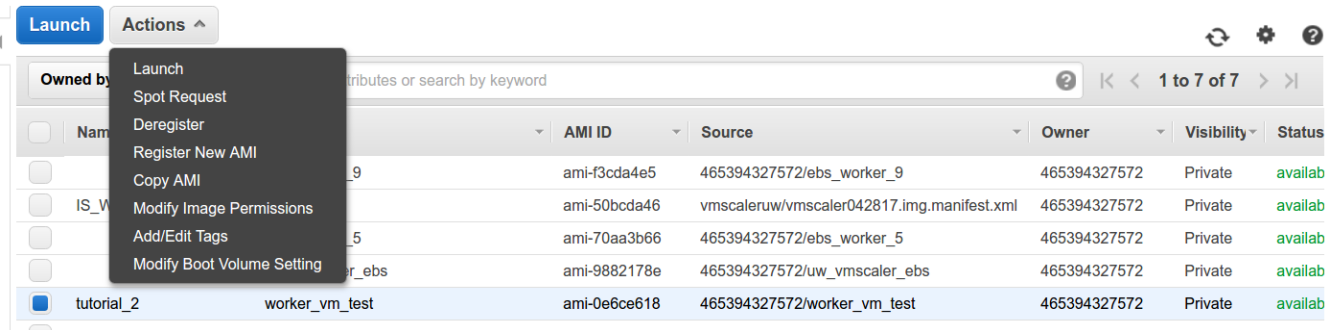 Launch Actions
Launch
Owned by tributes or search by keyword 1 to 7 of 7
Spot Request
Deregister
Nam AMI ID Source Owner Visibility Status
Register New AMI
_9 ami-f3cda4e5 465394327572/ebs_worker_9 465394327572 Private availab
Copy AMI
IS_W ami-50bcda46 vmscaleruw/vmscaler042817.img.manifest.xml 465394327572 Private availab
Modify Image Permissions
Add/Edit Tags
_5 ami-70aa3b66 465394327572/ebs_worker_5 465394327572 Private availab
Modify Boot Volume Setting
r_ebs ami-9882178e 465394327572/uw_vmscaler_ebs 465394327572 Private availab
tutorial_2 worker_vm_test ami-0e6ce618 465394327572/worker_vm_test 465394327572 Private availab